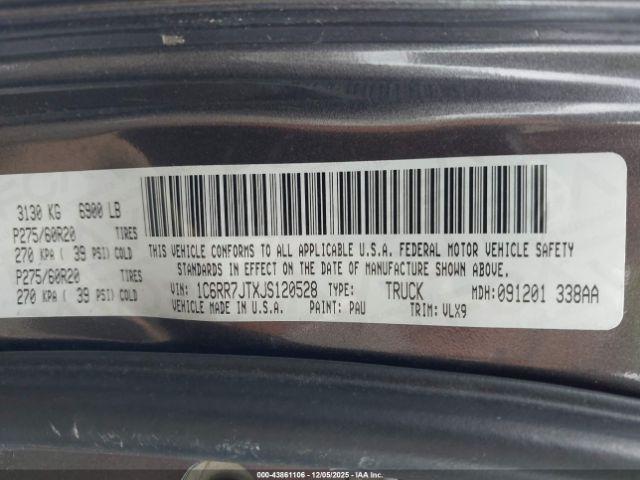 3130 KG 6900 LB
P275/60R20 TIRES
270 KPA ( 39 PSI) COLD
P275/60R20 TIRES
270 KPA ( 39 PSI) COLD
THIS VEHICLE CONFORMS TO ALL APPLICABLE U.S.A. FEDERAL MOTOR VEHICLE SAFETY
STANDARDS IN EFFECT ON THE DATE OF MANUFACTURE SHOWN ABOVE.
VIN: 1C6RR7JTXJS120528 TYPE: TRUCK MDH:091201 338AA
VEHICLE MADE IN U.S.A. PAINT: PAU TRIM: VLX9
000-43861106 - 12/05/2025 - IAA, Inc.